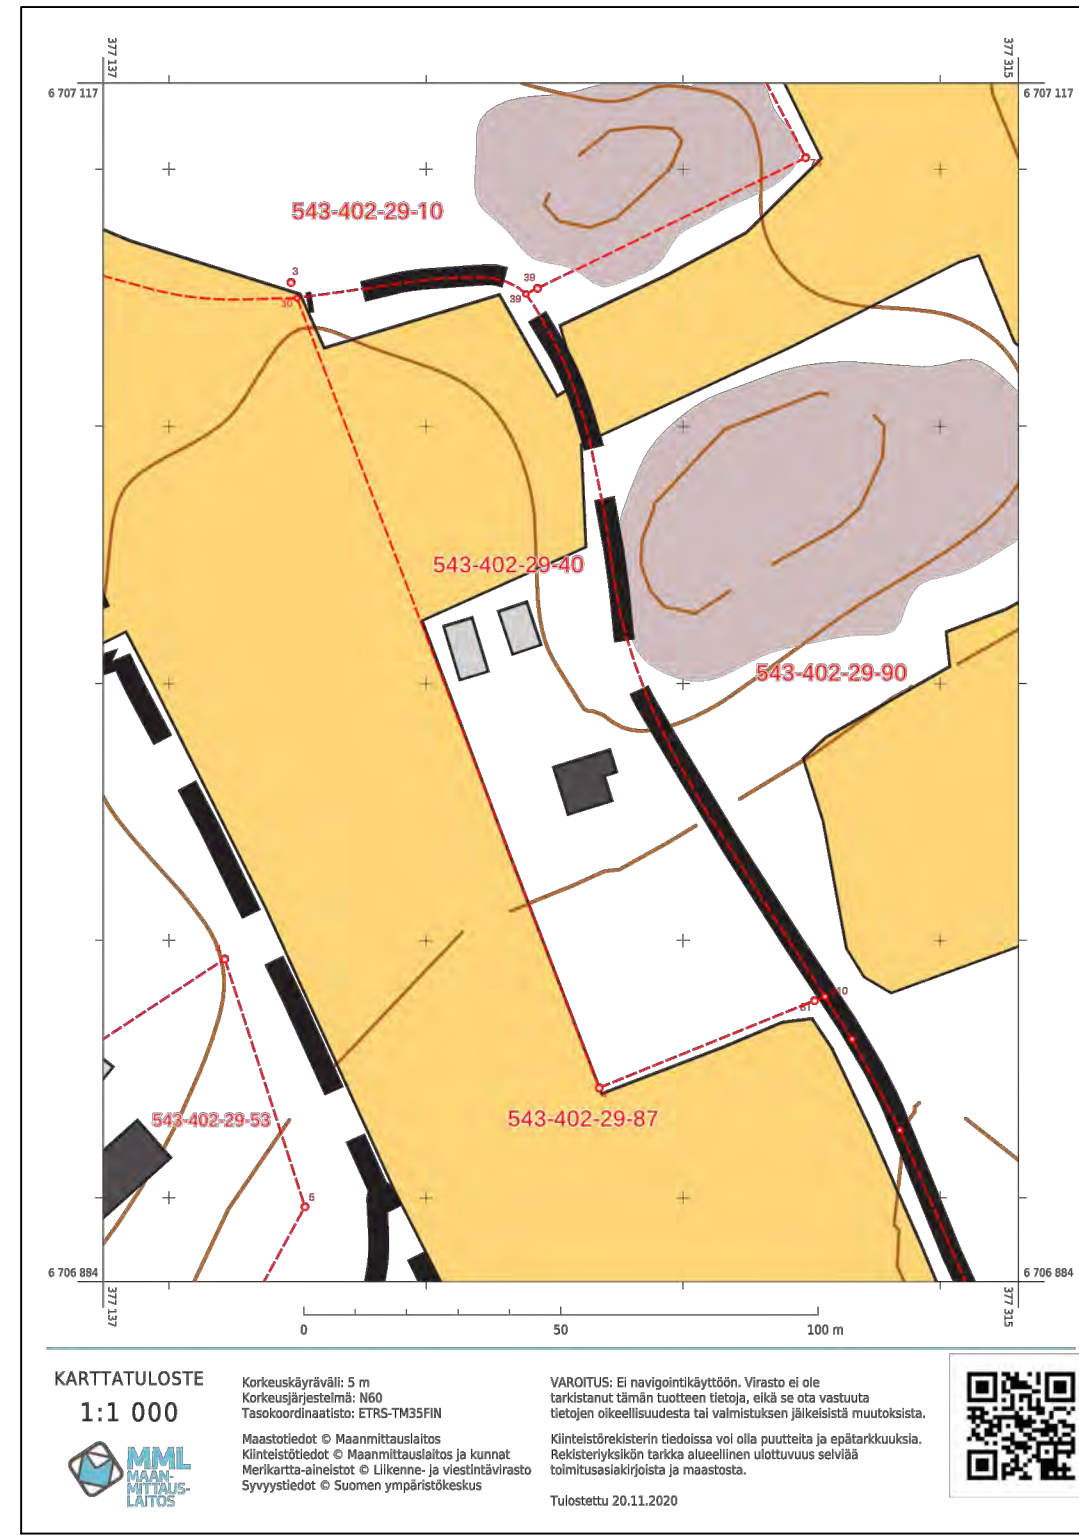 377 137
377 315
6 707 117
6 707 117
543-402-29-10
3
30
39
39
543-402-29-40
543-402-29-90
10
543-402-29-53
543-402-29-87
5
6 706 884
6 706 884
377 137
377 315
0 50 100 m
KARTTATULOSTE
1:1 000
MML
MAAN-
MITTAUS-
LAITOS
Korkeuskäyräväli: 5 m
Korkeusjärjestelmä: N60
Tasokoordinaatisto: ETRS-TM35FIN
Maastotiedot © Maanmittauslaitos
Kiinteistötiedot © Maanmittauslaitos ja kunnat
Merikartta-aineistot © Liikenne- ja viestintävirasto
Syvyystiedot © Suomen ympäristökeskus
VAROITUS: Ei navigointikäyttöön. Virasto ei ole
tarkistanut tämän tuotteen tietoja, eikä se ota vastuuta
tietojen oikeellisuudesta tai valmistuksen jälkeisistä muutoksista.
Kiinteistörekisterin tiedoissa voi olla puutteita ja epätarkkuuksia.
Rekisteriyksikön tarkka alueellinen ulottuvuus selviää
toimitusasiakirjoista ja maastosta.
Tulostettu 20.11.2020